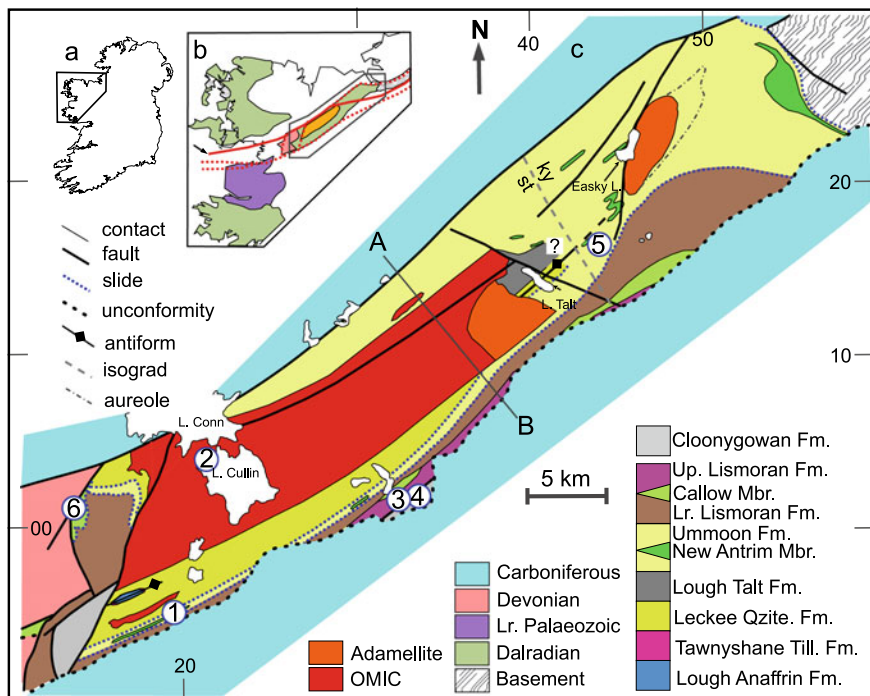 a
b
N
40
c
50
contact
fault
slide
unconformity
antiform
isograd
aureole
ky
st
Easky L.
20
A
?
5
L. Talt
10
L. Conn
B
2
L. Cullin
5 km
3
4
6
00
1
20
Adamellite
OMIC
Carboniferous
Devonian
Lr. Palaeozoic
Dalradian
Basement
Cloonygowan Fm.
Up. Lismoran Fm.
Callow Mbr.
Lr. Lismoran Fm.
Ummoon Fm.
New Antrim Mbr.
Lough Talt Fm.
Leckee Qzite. Fm.
Tawnyshane Till. Fm.
Lough Anaffrin Fm.